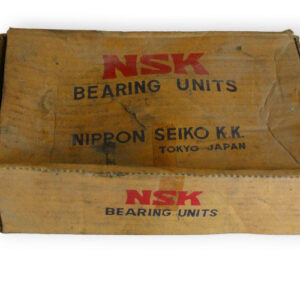 NSK
BEARING UNITS
NIPPON SEIKO K.K.
TOKYO JAPAN
NSK
BEARING UNITS